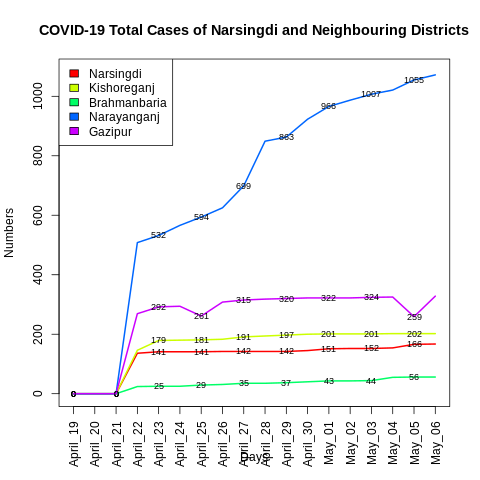 COVID-19 Total Cases of Narsingdi and Neighbouring Districts
Narsingdi
Kishoreganj
Brahmanbaria
Narayanganj
Gazipur
Numbers
1000
800
600
400
200
0
532 594 699 883 966 1007 1055
292 261 315 320 322 324 259
179 181 191 197 201 201 202
141 141 142 142 151 152 166
25 29 35 37 43 44 56
0 0
April_19 April_20 April_21 April_22 April_23 April_24 April_25 April_26 April_27 April_28 April_29 April_30 May_01 May_02 May_03 May_04 May_05 May_06
Days